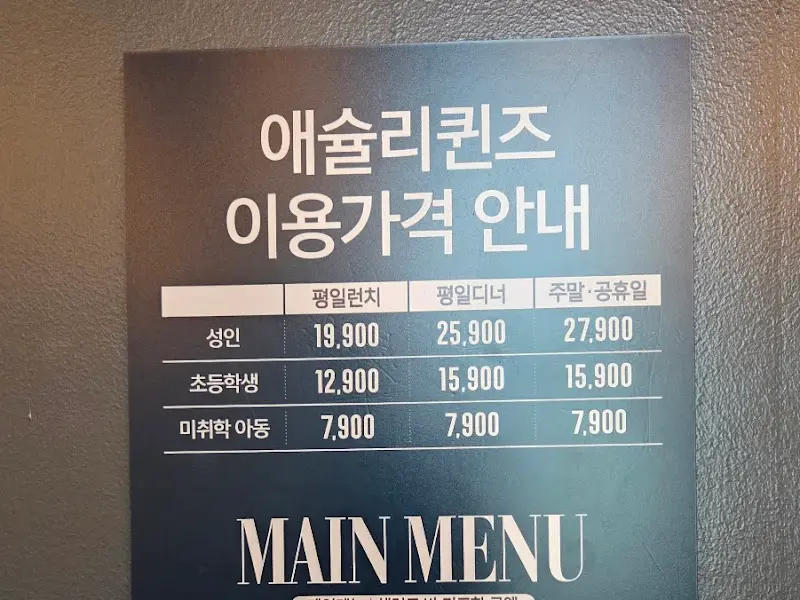 애슐리퀸즈
이용가격 안내
평일런치 평일디너 주말·공휴일
성인 19,900 25,900 27,900
초등학생 12,900 15,900 15,900
미취학 아동 7,900 7,900 7,900
MAIN MENU